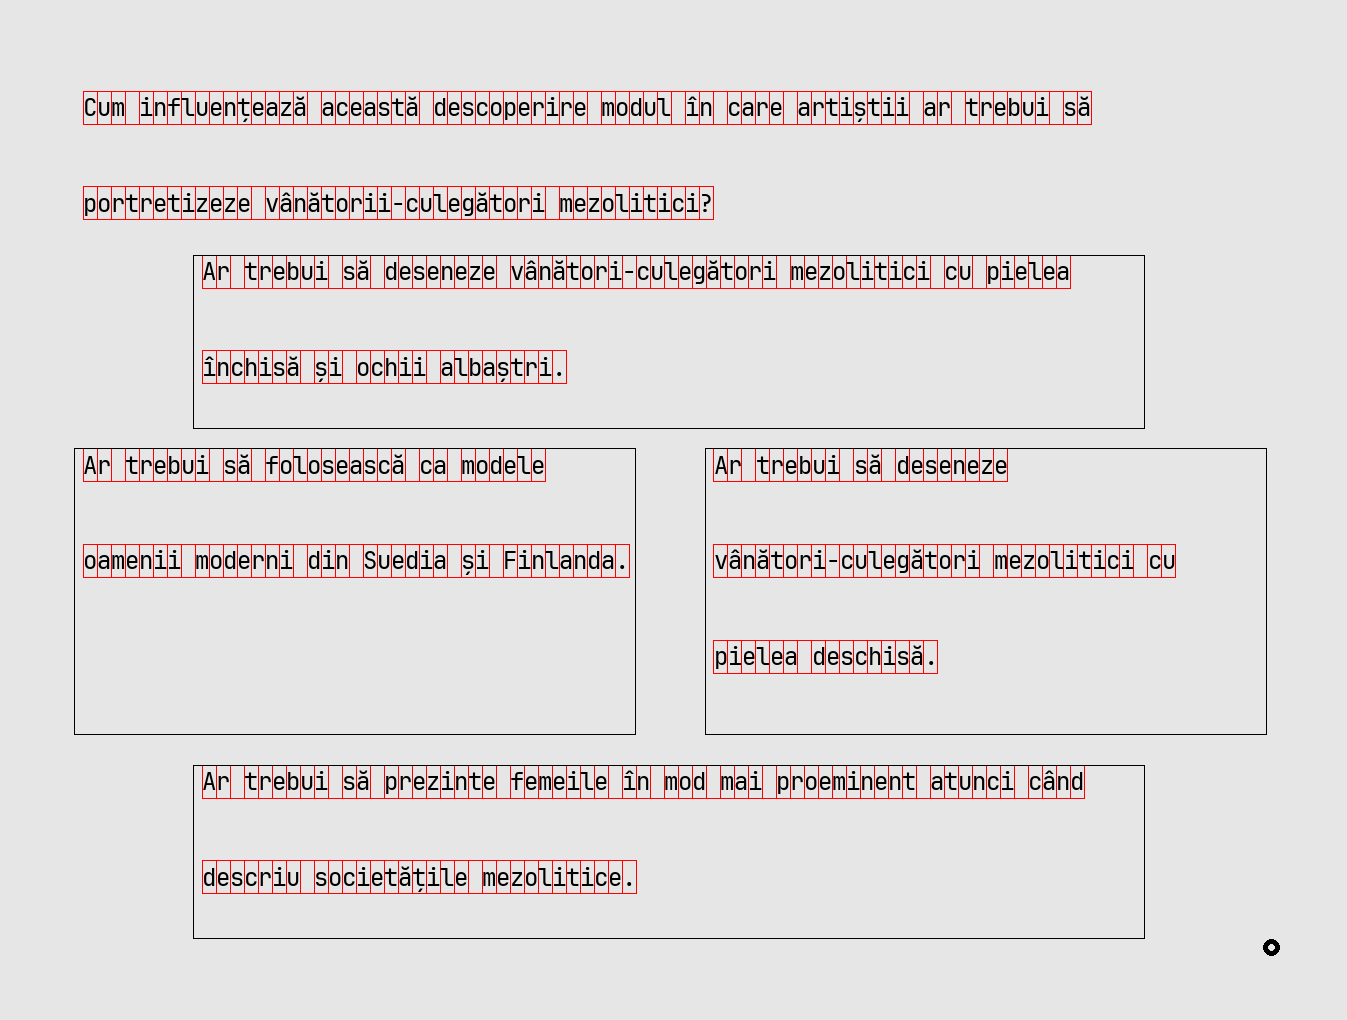 Cum influențează această descoperire modul în care artiștii ar trebui să
portretizeze vânătorii-culegători mezolitici?
Ar trebui să deseneze vânători-culegători mezolitici cu pielea
închisă și ochii albaștri.
Ar trebui să folosească ca modele
oamenii moderni din Suedia și Finlanda.
Ar trebui să deseneze
vânători-culegători mezolitici cu
pielea deschisă.
Ar trebui să prezinte femeile în mod mai proeminent atunci când
descriu societățile mezolitice.